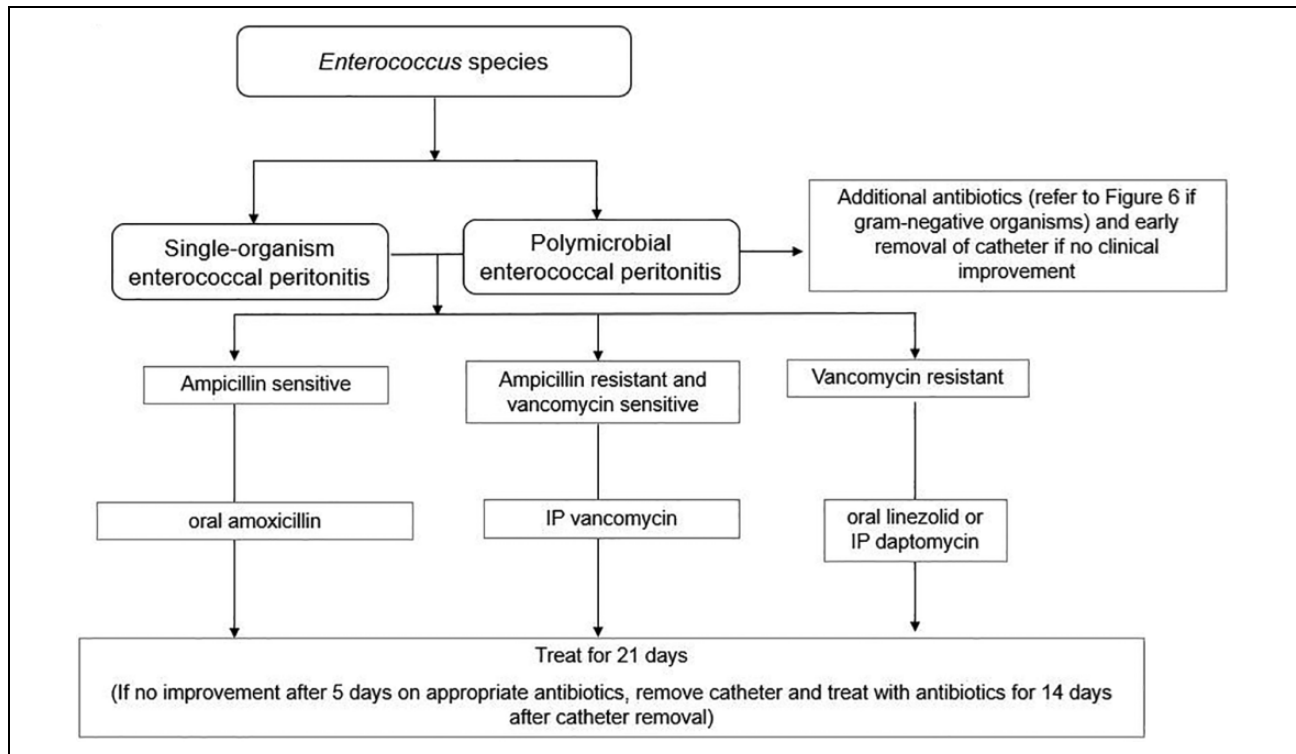 Enterococcus species
Additional antibiotics (refer to Figure 6 if
gram-negative organisms) and early
removal of catheter if no clinical
improvement
Single-organism
enterococcal peritonitis
Polymicrobial
enterococcal peritonitis
Ampicillin sensitive
Ampicillin resistant and
vancomycin sensitive
Vancomycin resistant
oral amoxicillin
IP vancomycin
oral linezolid or
IP daptomycin
Treat for 21 days
(If no improvement after 5 days on appropriate antibiotics, remove catheter and treat with antibiotics for 14 days
after catheter removal)